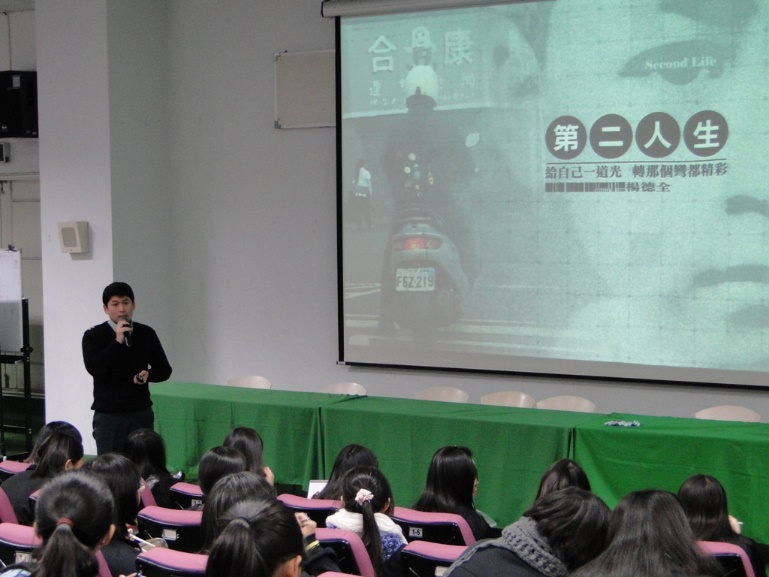 合 康
Second Life
第二人生
給自己一道光 轉那個彎都精彩
楊德全
FGZ-219